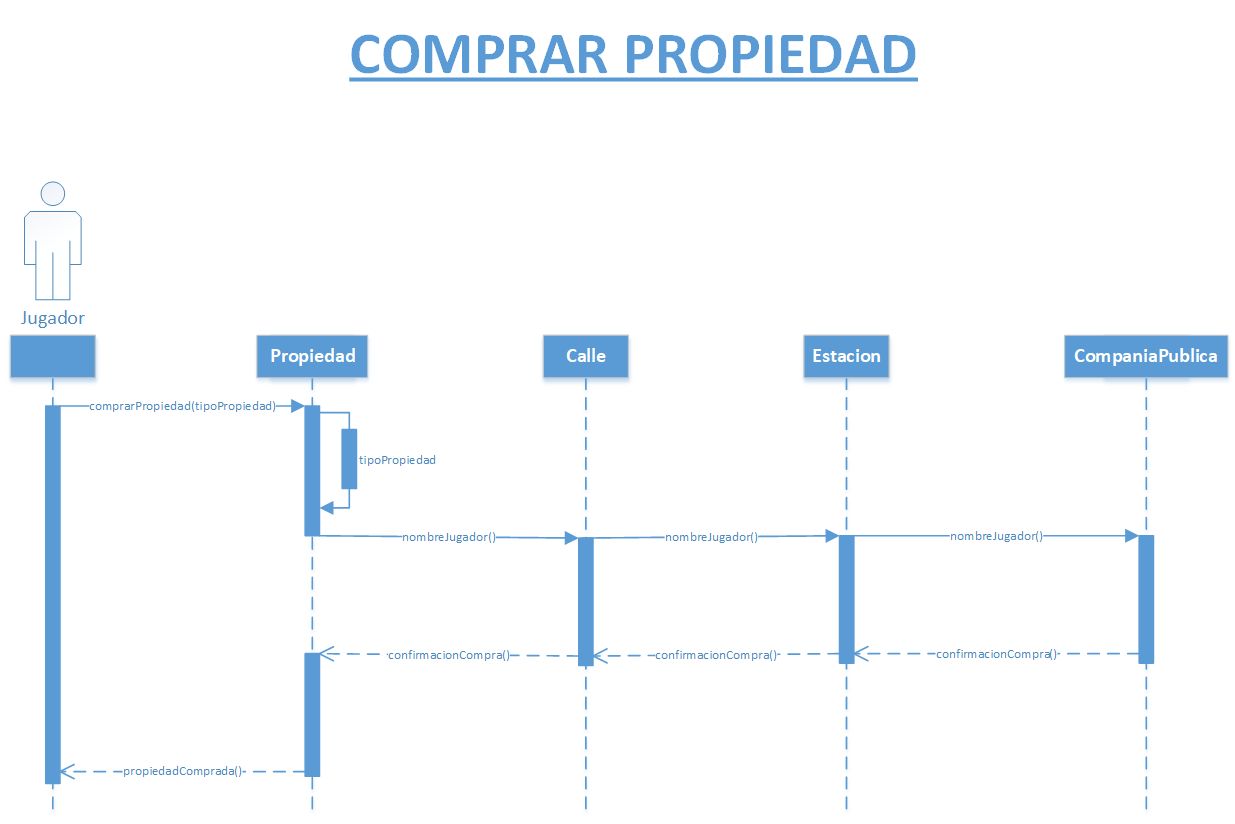 COMPRAR PROPIEDAD
Jugador
Propiedad
Calle
Estacion
CompaniaPublica
comprarPropiedad(tipoPropiedad)
tipoPropiedad
nombreJugador()
nombreJugador()
nombreJugador()
confirmacionCompra()
confirmacionCompra()
confirmacionCompra()
propiedadComprada()